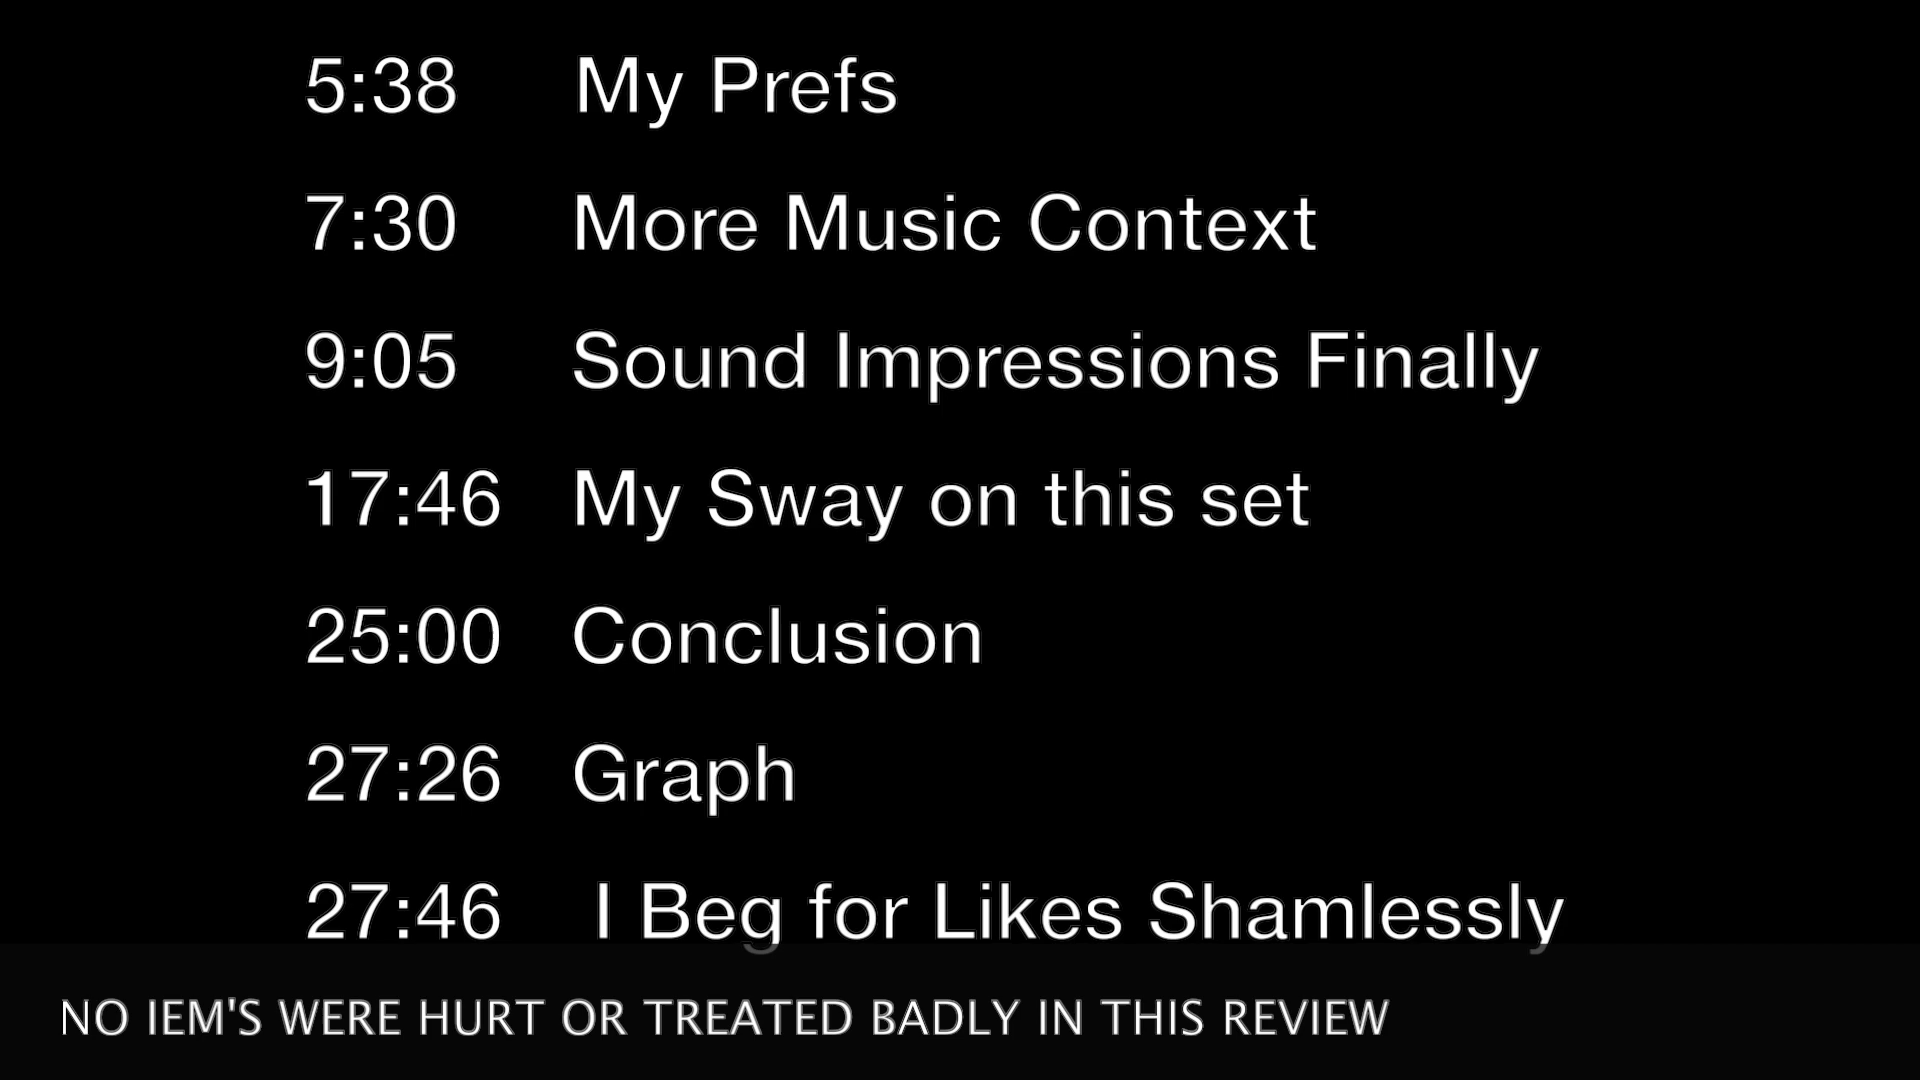 5:38 My Prefs
7:30 More Music Context
9:05 Sound Impressions Finally
17:46 My Sway on this set
25:00 Conclusion
27:26 Graph
27:46 I Beg for Likes Shamlessly
NO IEM'S WERE HURT OR TREATED BADLY IN THIS REVIEW